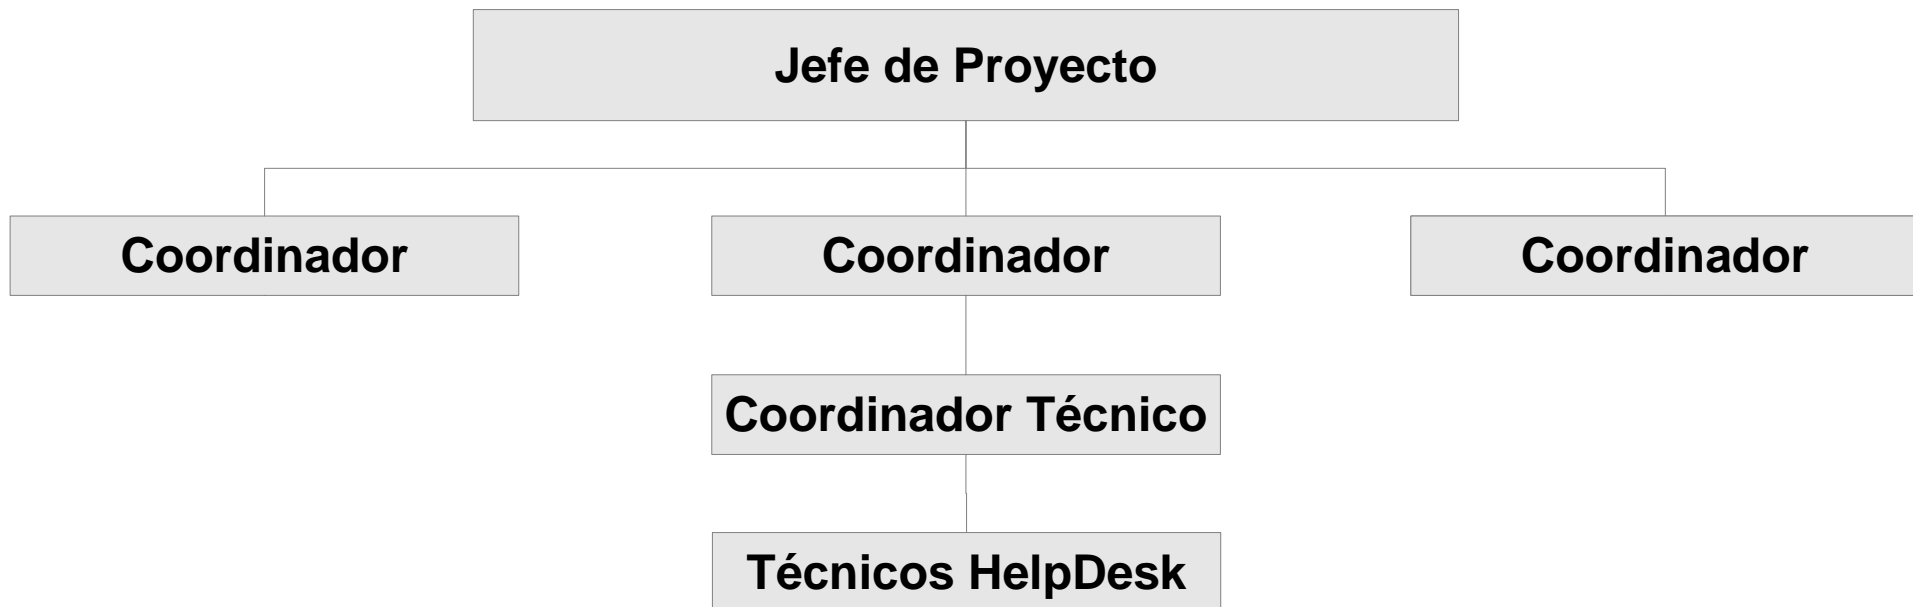 Jefe de Proyecto
Coordinador
Coordinador
Coordinador
Coordinador Técnico
Técnicos HelpDesk